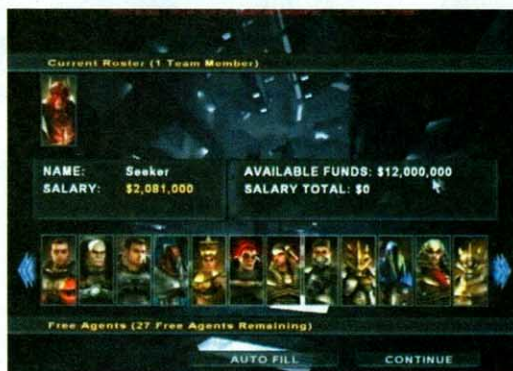 Current Roster (1 Team Member)
NAME: Seeker
SALARY: $2,081,000
AVAILABLE FUNDS: $12,000,000
SALARY TOTAL: $0
Free Agents (27 Free Agents Remaining)
AUTO FILL
CONTINUE